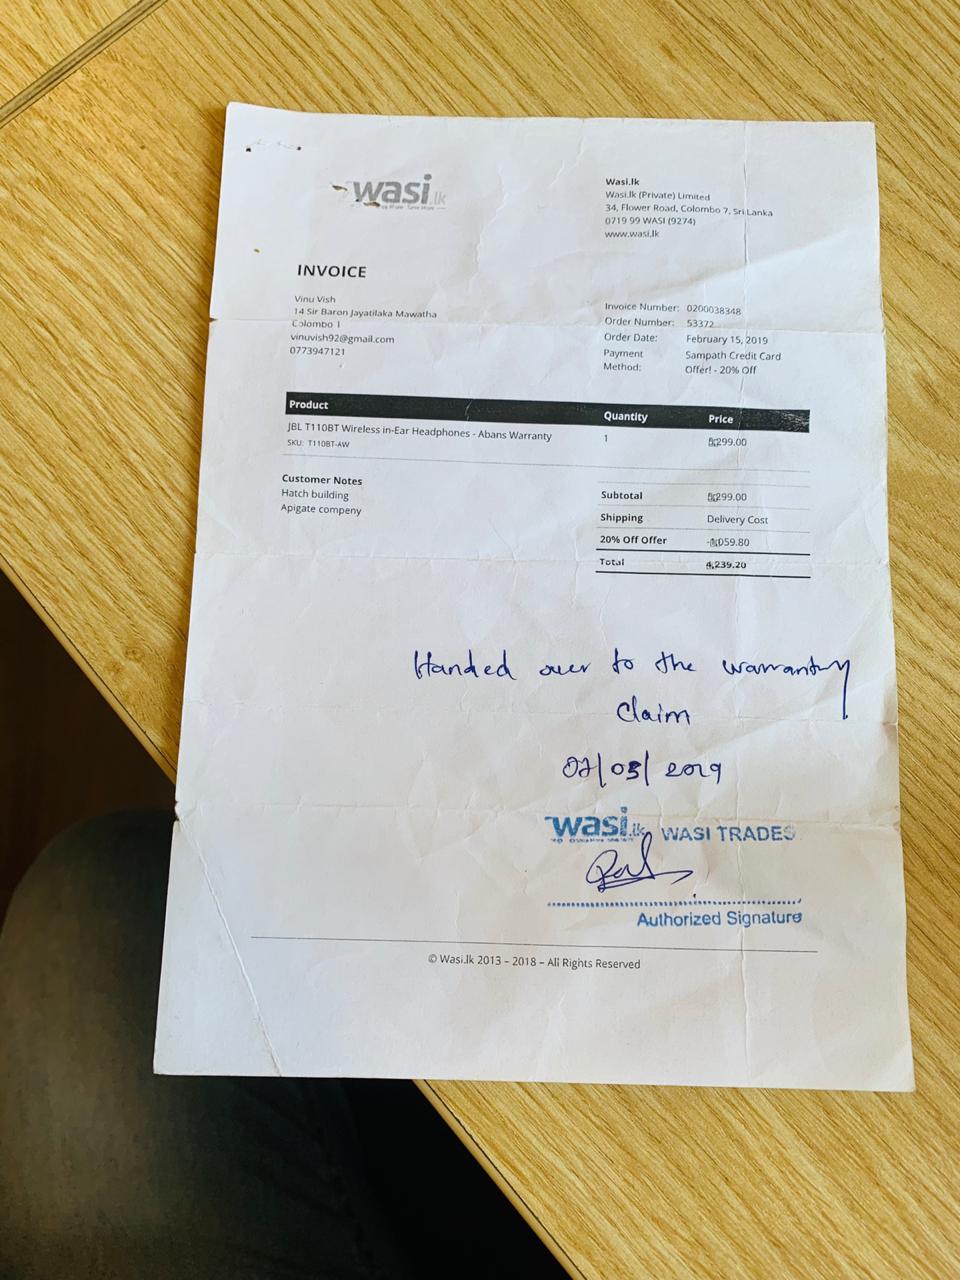 wasi.lk
Wasi.lk
Wasi.lk (Private) Limited
34, Flower Road, Colombo 7, Sri Lanka
0719 99 WASI (9274)
www.wasi.lk
INVOICE
Vinu Vish
14 Sir Baron Jayatilaka Mawatha
Colombo 1
vinuvish92@gmail.com
0773947121
Invoice Number: 0200038348
Order Number: 53372
Order Date: February 15, 2019
Payment Sampath Credit Card
Method: Offer! - 20% Off
Product Quantity Price
JBL T110BT Wireless in-Ear Headphones - Abans Warranty 1 5,299.00
SKU: T110BT-AW
Customer Notes
Hatch building
Apigate compeny
Subtotal 5,299.00
Shipping Delivery Cost
20% Off Offer -1,059.80
Total 4,239.20
Handed over to the warranty
claim
07/03/2019
wasi.lk WASI TRADES
Authorized Signature
© Wasi.lk 2013 – 2018 – All Rights Reserved